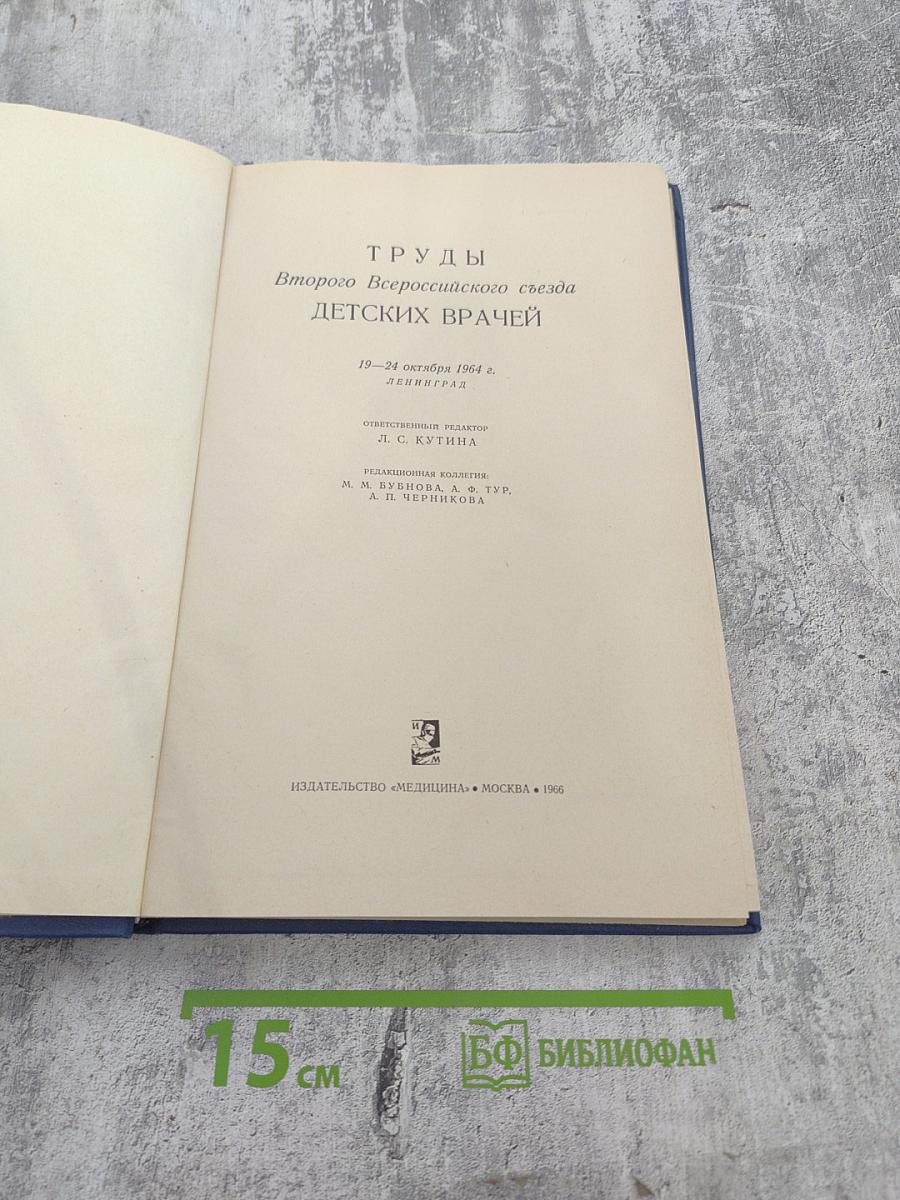 ТРУДЫ
Второго Всероссийского съезда
ДЕТСКИХ ВРАЧЕЙ
19—24 октября 1964 г.
ЛЕНИНГРАД
ОТВЕТСТВЕННЫЙ РЕДАКТОР
Л. С. КУТИНА
РЕДАКЦИОННАЯ КОЛЛЕГИЯ:
М. М. БУБНОВА, А. Ф. ТУР,
А. П. ЧЕРНИКОВА
И
М
ИЗДАТЕЛЬСТВО «МЕДИЦИНА» • МОСКВА • 1966
15 см
БФ БИБЛИОФАН